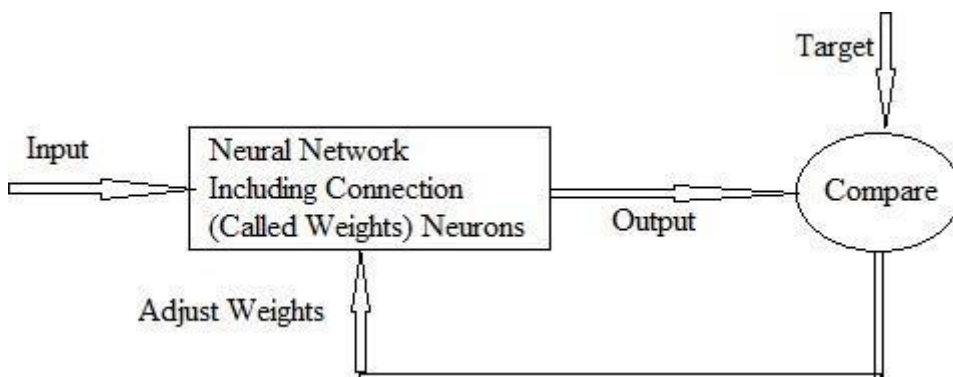 Target
Input
Neural Network
Including Connection
(Called Weights) Neurons
Compare
Output
Adjust Weights